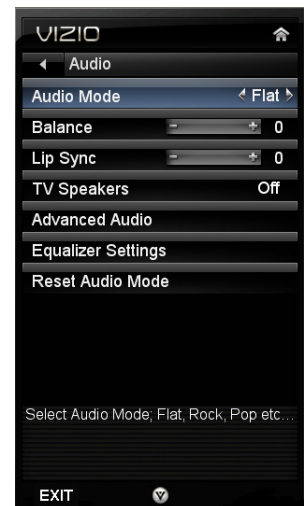 VIZIO
Audio
Audio Mode Flat
Balance - + 0
Lip Sync - + 0
TV Speakers Off
Advanced Audio
Equalizer Settings
Reset Audio Mode
Select Audio Mode; Flat, Rock, Pop etc...
EXIT V